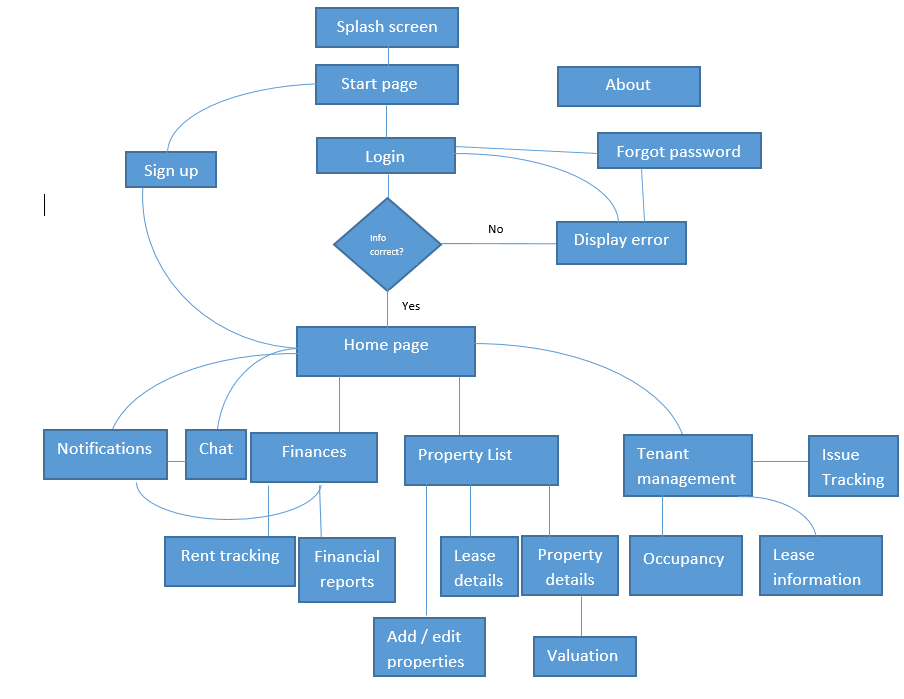 Splash screen
Start page
About
Login
Forgot password
Sign up
Info
correct?
No
Display error
Yes
Home page
Notifications
Chat
Finances
Property List
Tenant
management
Issue
Tracking
Rent tracking
Financial
reports
Lease
details
Property
details
Occupancy
Lease
information
Add / edit
properties
Valuation